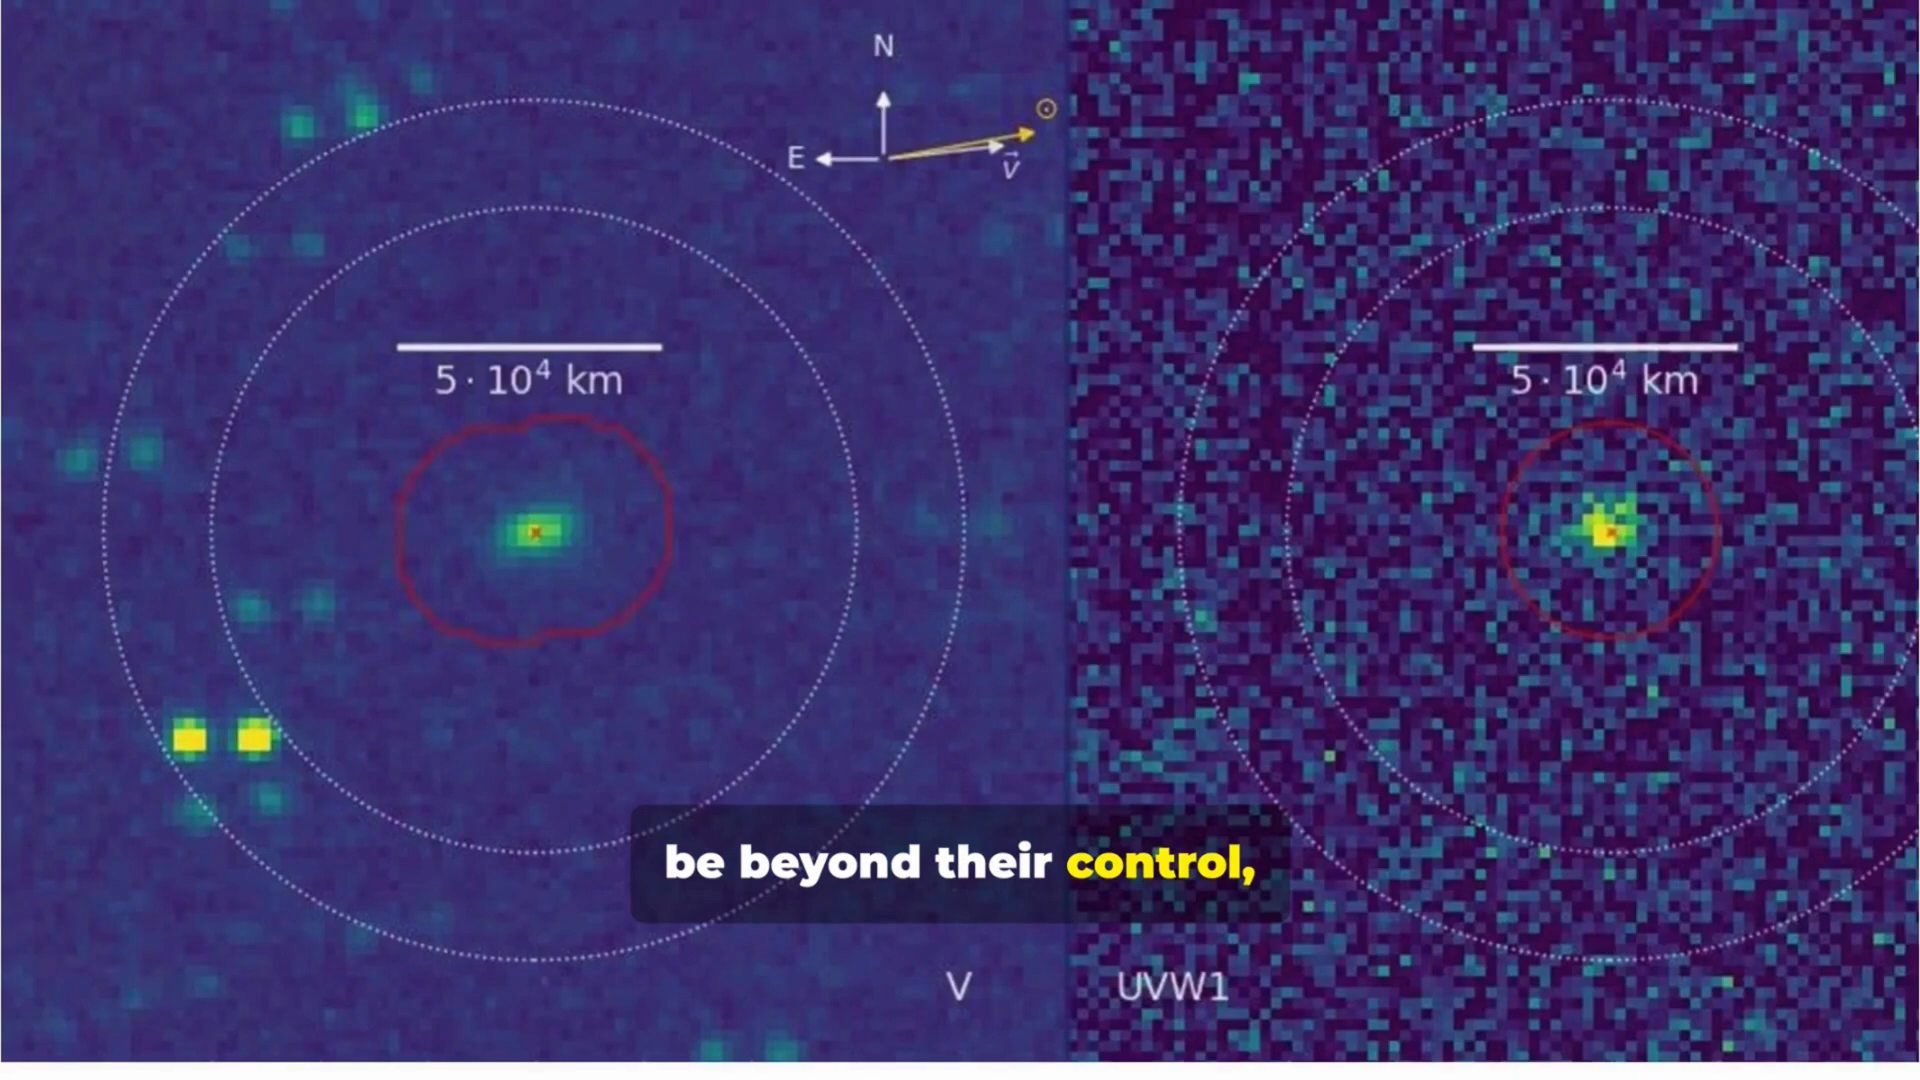 N
E
☉
v⃗
5 · 10⁴ km
5 · 10⁴ km
be beyond their control,
V
UVW1